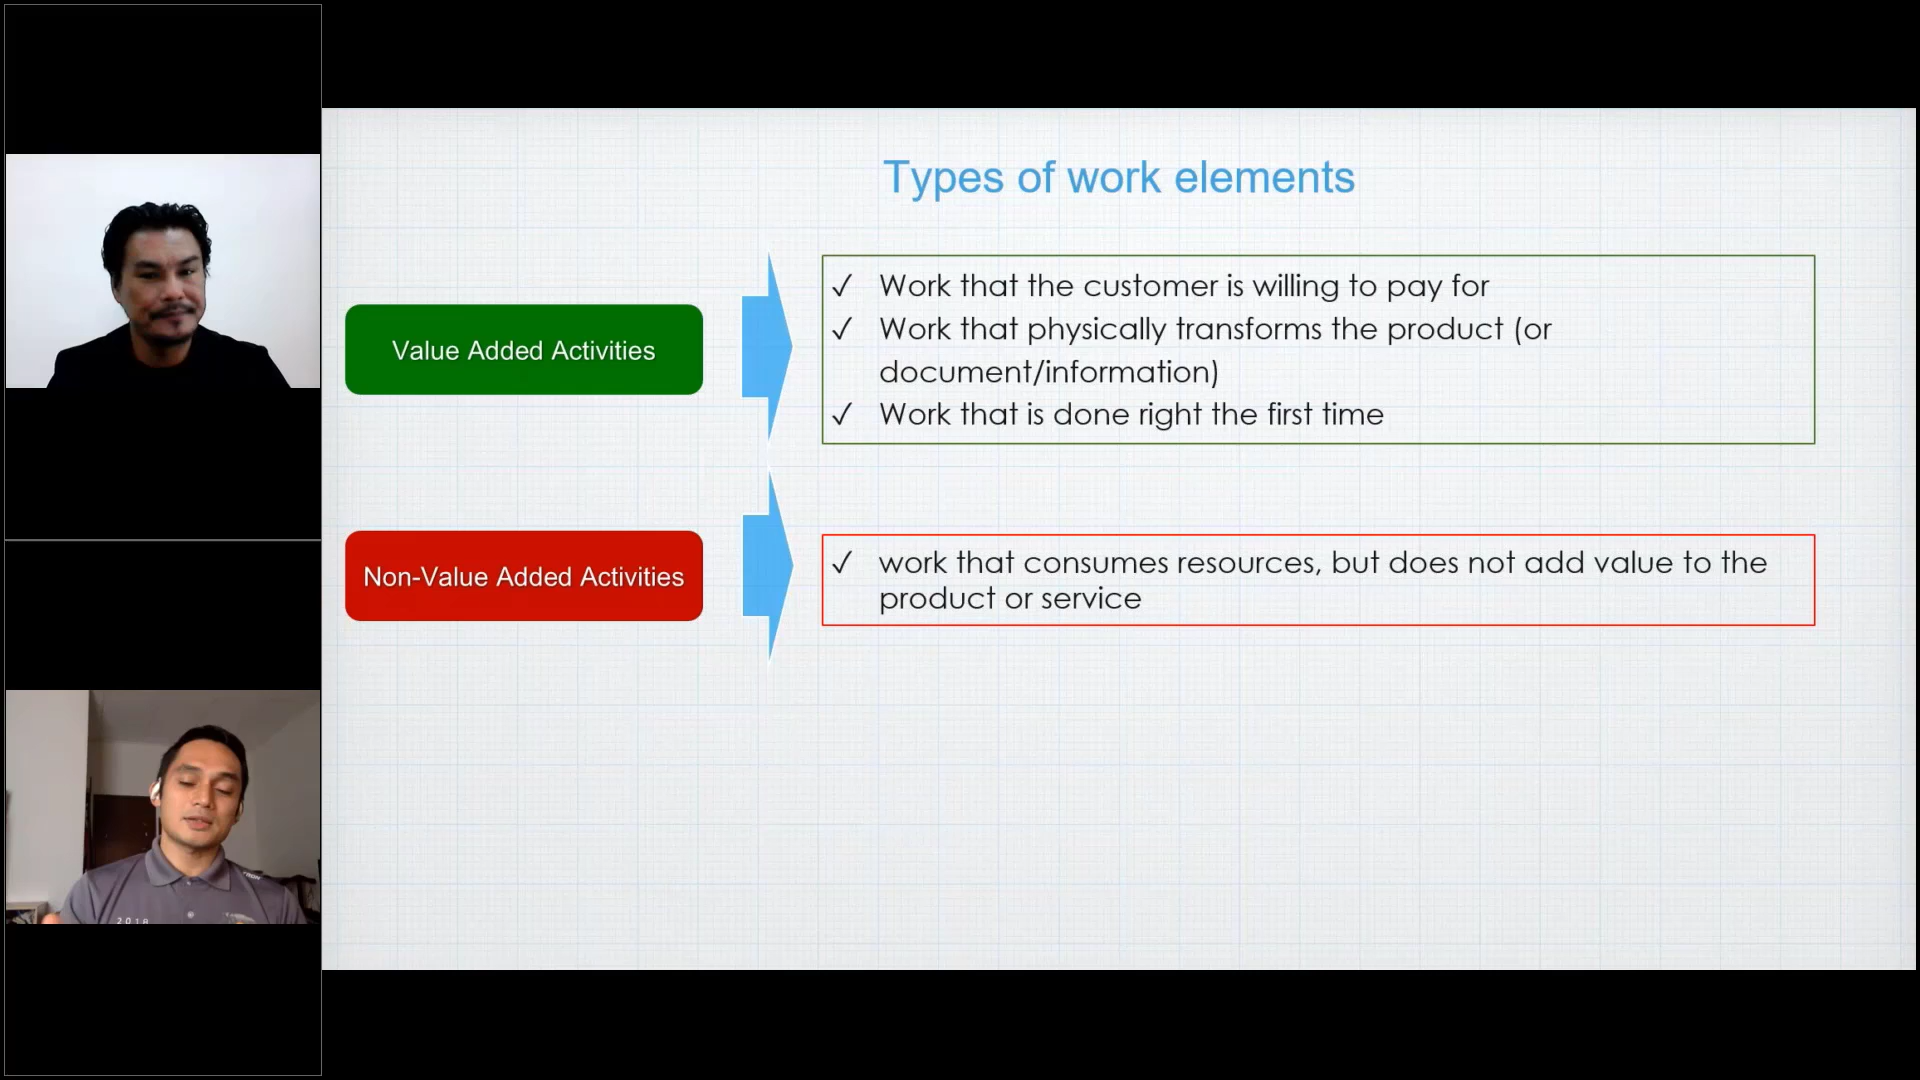 Types of work elements
Value Added Activities
✓ Work that the customer is willing to pay for
✓ Work that physically transforms the product (or
document/information)
✓ Work that is done right the first time
Non-Value Added Activities
✓ work that consumes resources, but does not add value to the
product or service
2018